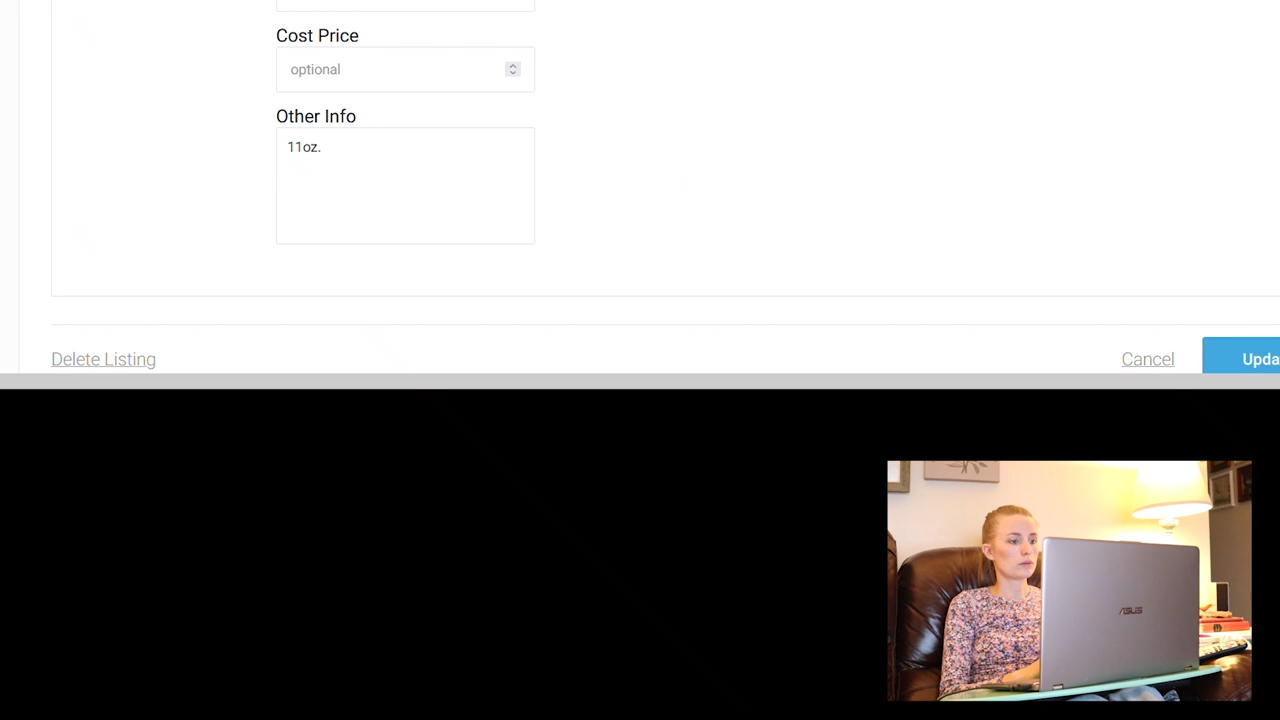 Cost Price
optional
Other Info
11oz.
Delete Listing
Cancel
Upda
ASUS